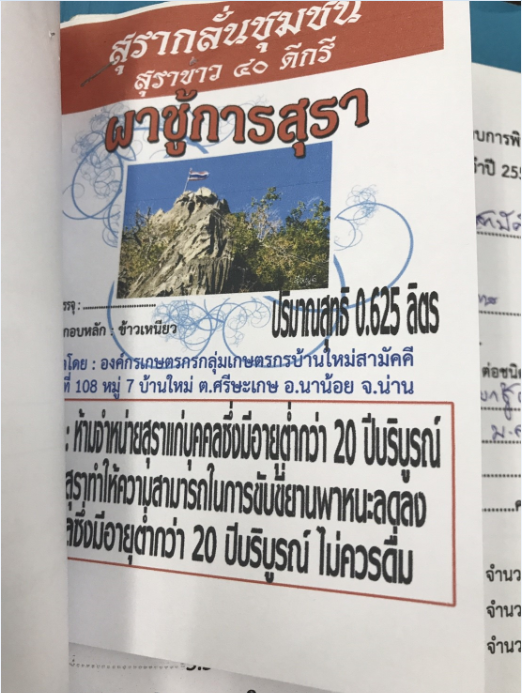 สุรากลั่นชุมชน
สุราขาว ๔๐ ดีกรี
ผาชู้การสุรา
รรจุ :
กอบหลัก : ข้าวเหนียว
ปริมาณสุทธิ 0.625 ลิตร
โดย : องค์กรเกษตรกรกลุ่มเกษตรกรบ้านใหม่สามัคคี
ที่ 108 หมู่ 7 บ้านใหม่ ต.ศรีษะเกษ อ.นาน้อย จ.น่าน
: ห้ามจำหน่ายสุราแก่บุคคลซึ่งมีอายุต่ำกว่า 20 ปีบริบูรณ์
สุราทำให้ความสามารถในการขับขี่ยานพาหนะลดลง
ลซึ่งมีอายุต่ำกว่า 20 ปีบริบูรณ์ ไม่ควรดื่ม
บการพิ
ำปี 255
ต่อชนิด
จำนว
จำนว
จำนว